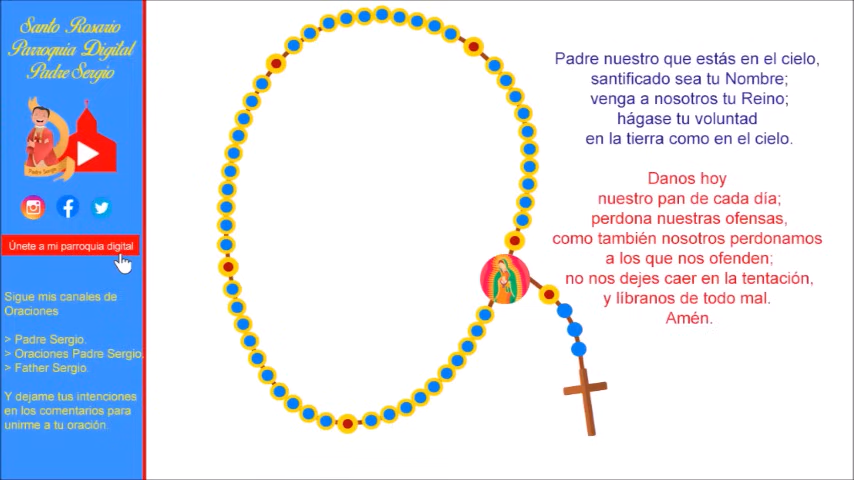 Santo Rosario
Parroquia Digital
Padre Sergio
Padre Sergio
Únete a mi parroquia digital
Sigue mis canales de
Oraciones
> Padre Sergio.
> Oraciones Padre Sergio.
> Father Sergio.
Y dejame tus intenciones
en los comentarios para
unirme a tu oración.
Padre nuestro que estás en el cielo,
santificado sea tu Nombre;
venga a nosotros tu Reino;
hágase tu voluntad
en la tierra como en el cielo.
Danos hoy
nuestro pan de cada día;
perdona nuestras ofensas,
como también nosotros perdonamos
a los que nos ofenden;
no nos dejes caer en la tentación,
y líbranos de todo mal.
Amén.